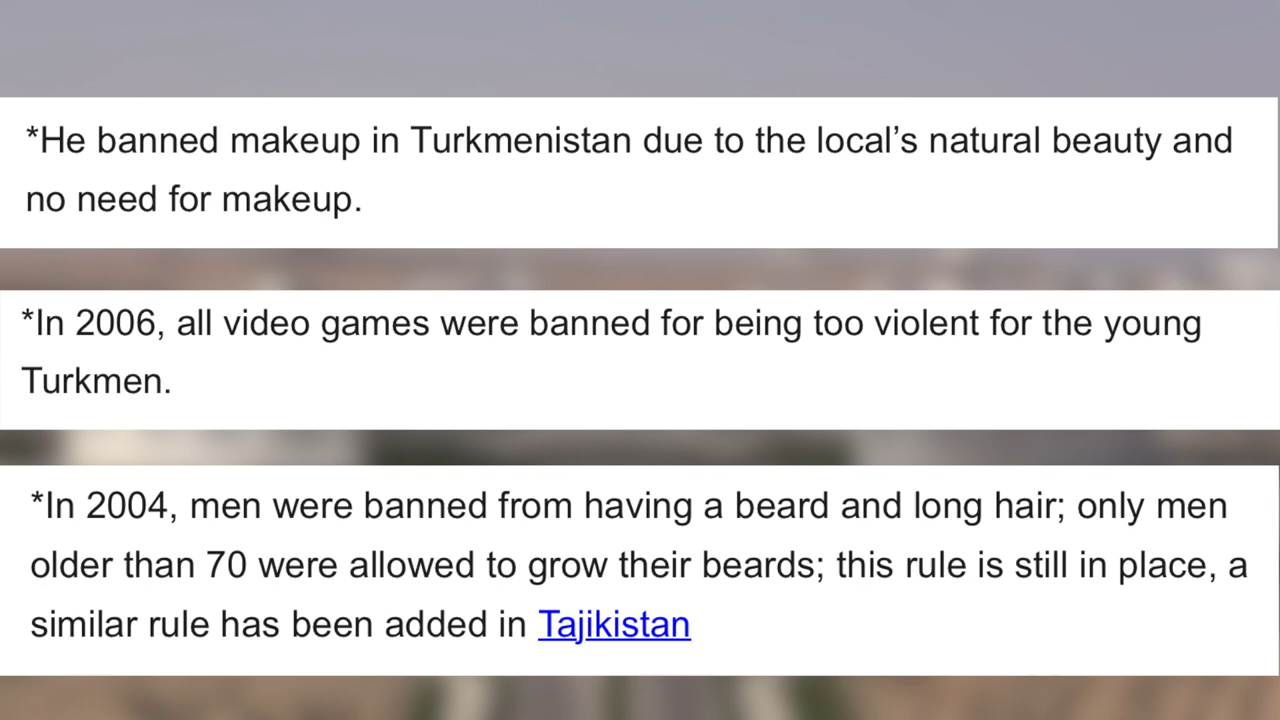 *He banned makeup in Turkmenistan due to the local’s natural beauty and
no need for makeup.
*In 2006, all video games were banned for being too violent for the young
Turkmen.
*In 2004, men were banned from having a beard and long hair; only men
older than 70 were allowed to grow their beards; this rule is still in place, a
similar rule has been added in Tajikistan